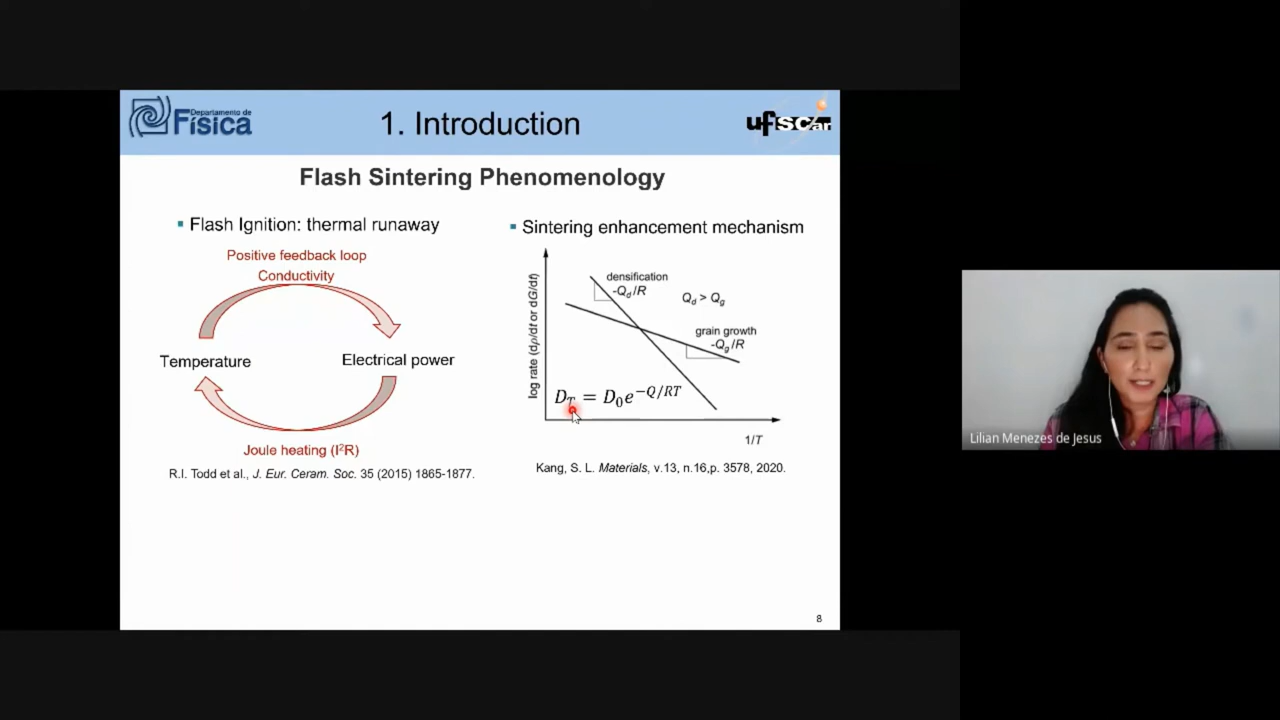 Departamento de
Física
1. Introduction
ufscar
Flash Sintering Phenomenology
Flash Ignition: thermal runaway
Positive feedback loop
Conductivity
Temperature
Electrical power
Joule heating (I²R)
R.I. Todd et al., J. Eur. Ceram. Soc. 35 (2015) 1865-1877.
Sintering enhancement mechanism
log rate (dρ/dt or dG/dt)
densification
-Q_d/R
Q_d > Q_g
grain growth
-Q_g/R
D_T = D_0e^{-Q/RT}
1/T
Kang, S. L. Materials, v.13, n.16,p. 3578, 2020.
8
Lilian Menezes de Jesus